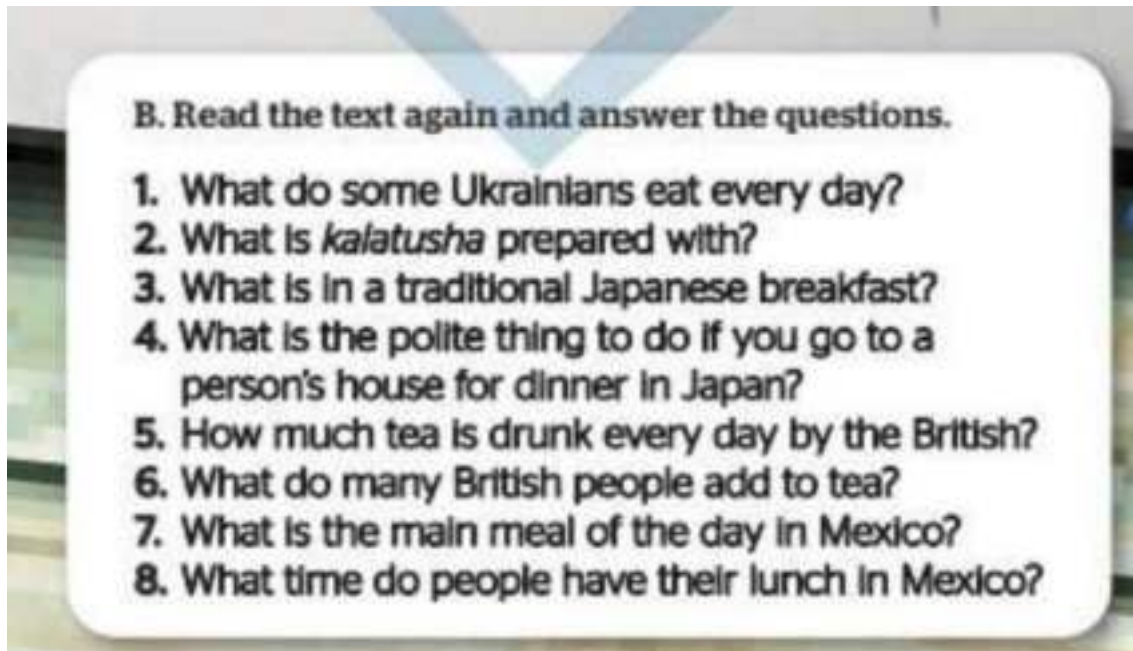 B. Read the text again and answer the questions.
1. What do some Ukrainians eat every day?
2. What is kalatusha prepared with?
3. What is in a traditional Japanese breakfast?
4. What is the polite thing to do if you go to a
person's house for dinner in Japan?
5. How much tea is drunk every day by the British?
6. What do many British people add to tea?
7. What is the main meal of the day in Mexico?
8. What time do people have their lunch in Mexico?